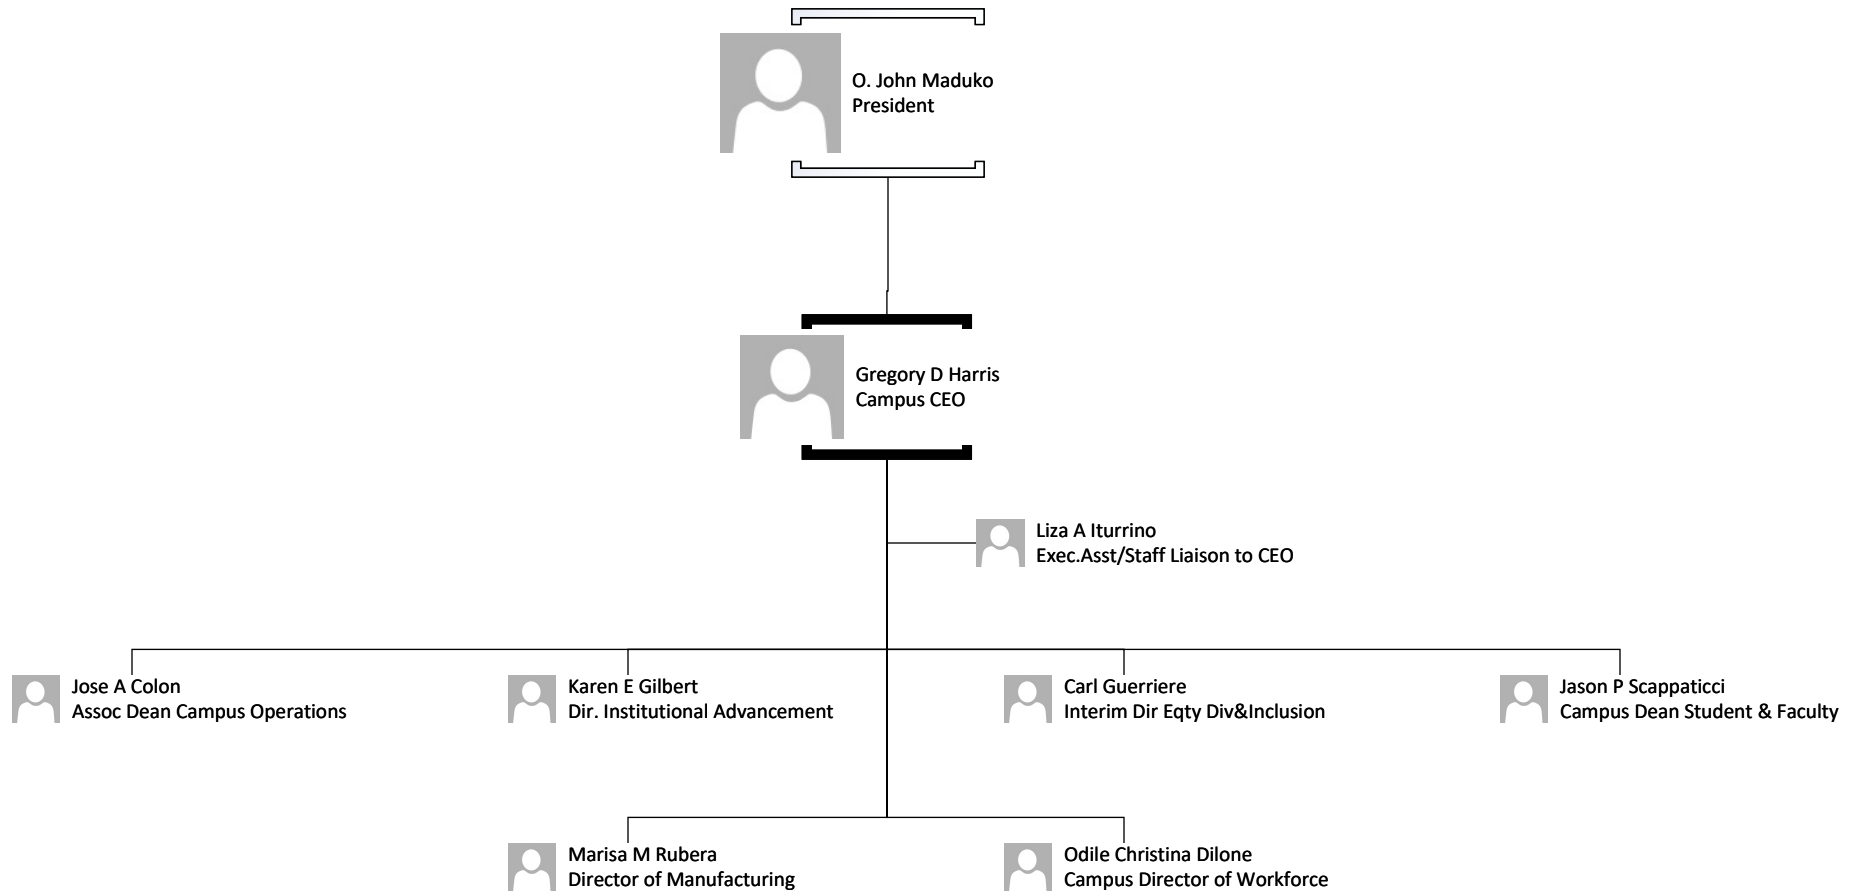 O. John Maduko
President
Gregory D Harris
Campus CEO
Liza A Iturrino
Exec.Asst/Staff Liaison to CEO
Jose A Colon
Assoc Dean Campus Operations
Karen E Gilbert
Dir. Institutional Advancement
Carl Guerriere
Interim Dir Eqty Div&Inclusion
Jason P Scappaticci
Campus Dean Student & Faculty
Marisa M Rubera
Director of Manufacturing
Odile Christina Dilone
Campus Director of Workforce